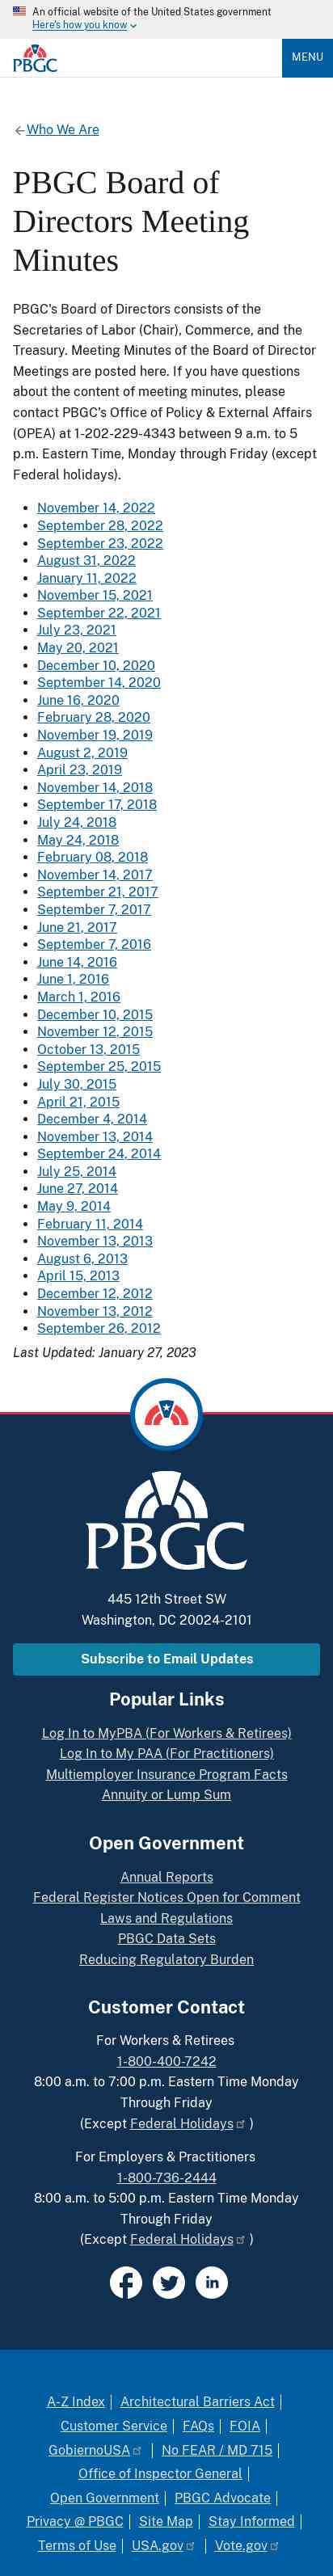 An official website of the United States government
Here's how you know
PBGC
MENU
Who We Are
PBGC Board of
Directors Meeting
Minutes
PBGC's Board of Directors consists of the
Secretaries of Labor (Chair), Commerce, and the
Treasury. Meeting Minutes of the Board of Director
Meetings are posted here. If you have questions
about the content of meeting minutes, please
contact PBGC's Office of Policy & External Affairs
(OPEA) at 1-202-229-4343 between 9 a.m. to 5
p.m. Eastern Time, Monday through Friday (except
Federal holidays).
November 14, 2022
September 28, 2022
September 23, 2022
August 31, 2022
January 11, 2022
November 15, 2021
September 22, 2021
July 23, 2021
May 20, 2021
December 10, 2020
September 14, 2020
June 16, 2020
February 28, 2020
November 19, 2019
August 2, 2019
April 23, 2019
November 14, 2018
September 17, 2018
July 24, 2018
May 24, 2018
February 08, 2018
November 14, 2017
September 21, 2017
September 7, 2017
June 21, 2017
September 7, 2016
June 14, 2016
June 1, 2016
March 1, 2016
December 10, 2015
November 12, 2015
October 13, 2015
September 25, 2015
July 30, 2015
April 21, 2015
December 4, 2014
November 13, 2014
September 24, 2014
July 25, 2014
June 27, 2014
May 9, 2014
February 11, 2014
November 13, 2013
August 6, 2013
April 15, 2013
December 12, 2012
November 13, 2012
September 26, 2012
Last Updated: January 27, 2023
PBGC
445 12th Street SW
Washington, DC 20024-2101
Subscribe to Email Updates
Popular Links
Log In to MyPBA (For Workers & Retirees)
Log In to My PAA (For Practitioners)
Multiemployer Insurance Program Facts
Annuity or Lump Sum
Open Government
Annual Reports
Federal Register Notices Open for Comment
Laws and Regulations
PBGC Data Sets
Reducing Regulatory Burden
Customer Contact
For Workers & Retirees
1-800-400-7242
8:00 a.m. to 7:00 p.m. Eastern Time Monday
Through Friday
(Except Federal Holidays )
For Employers & Practitioners
1-800-736-2444
8:00 a.m. to 5:00 p.m. Eastern Time Monday
Through Friday
(Except Federal Holidays )
in
A-Z Index | Architectural Barriers Act |
Customer Service | FAQs | FOIA |
GobiernoUSA | No FEAR / MD 715 |
Office of Inspector General |
Open Government | PBGC Advocate |
Privacy @ PBGC | Site Map | Stay Informed |
Terms of Use | USA.gov | Vote.gov